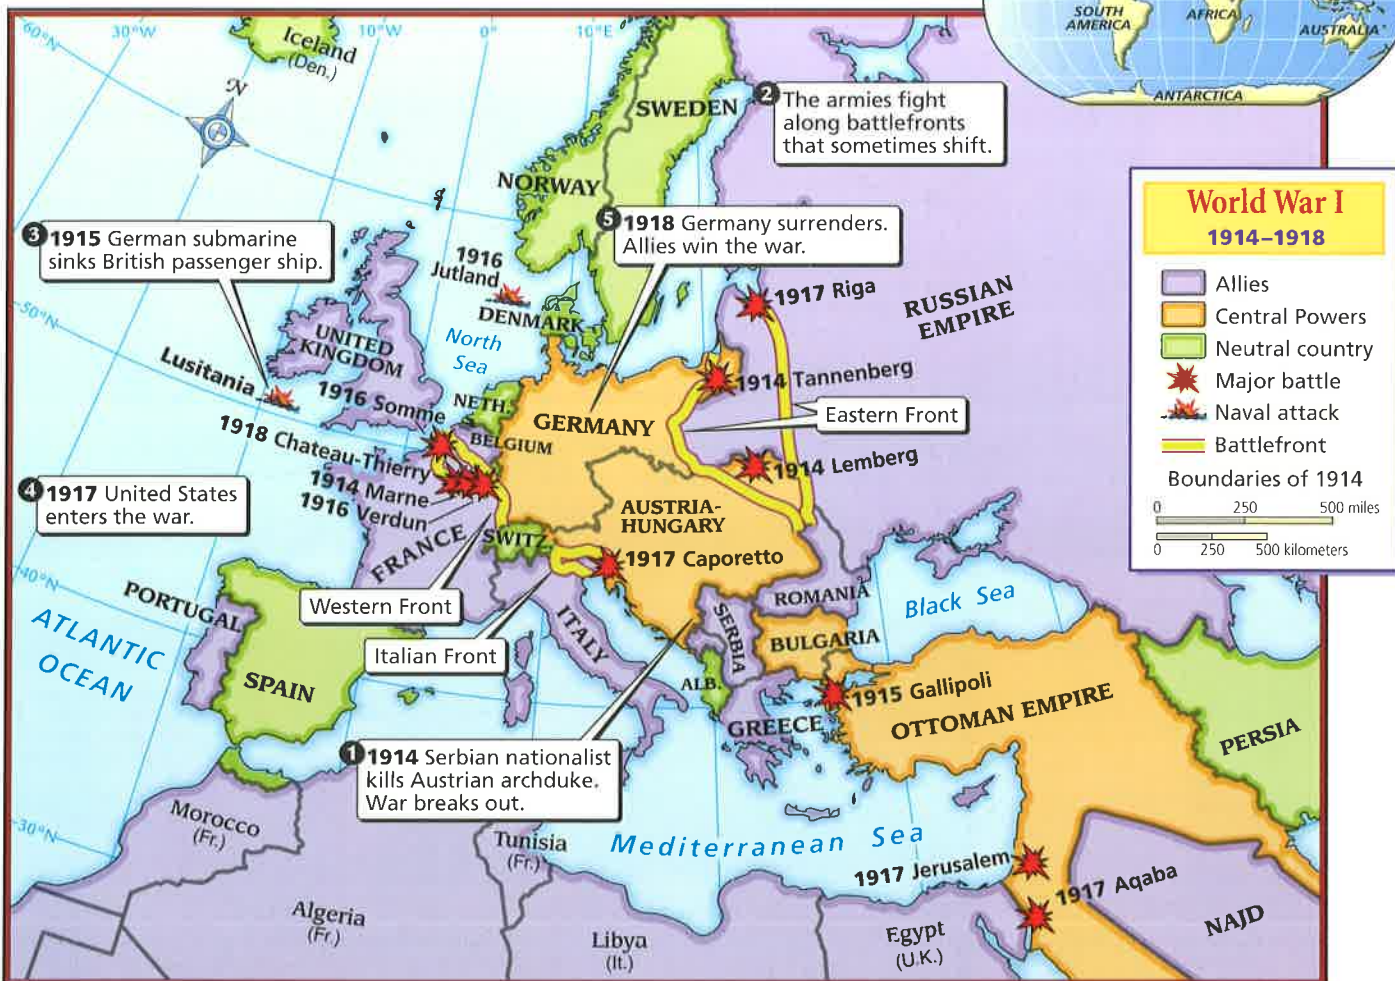 SOUTH
AMERICA
AFRICA
AUSTRALIA
ANTARCTICA
60°N
30°W
10°W
0°
10°E
Iceland
(Den.)
N
SWEDEN
2 The armies fight
along battlefronts
that sometimes shift.
NORWAY
World War I
1914–1918
Allies
Central Powers
Neutral country
Major battle
Naval attack
Battlefront
Boundaries of 1914
0 250 500 miles
0 250 500 kilometers
3 1915 German submarine
sinks British passenger ship.
5 1918 Germany surrenders.
Allies win the war.
1916
Jutland
1917 Riga
RUSSIAN
EMPIRE
50°N
DENMARK
UNITED
KINGDOM
North
Sea
Lusitania
1914 Tannenberg
1916 Somme
NETH.
GERMANY
Eastern Front
1918 Chateau-Thierry
BELGIUM
1914 Lemberg
1914 Marne
1916 Verdun
4 1917 United States
enters the war.
AUSTRIA-
HUNGARY
FRANCE
SWITZ.
1917 Caporetto
40°N
PORTUGAL
Western Front
ROMANIA
Black Sea
ATLANTIC
OCEAN
ITALY
SERBIA
BULGARIA
Italian Front
SPAIN
ALB.
1915 Gallipoli
GREECE
OTTOMAN EMPIRE
PERSIA
1 1914 Serbian nationalist
kills Austrian archduke.
War breaks out.
30°N
Morocco
(Fr.)
Tunisia
(Fr.)
Mediterranean Sea
1917 Jerusalem
1917 Aqaba
Algeria
(Fr.)
Libya
(It.)
Egypt
(U.K.)
NAJD